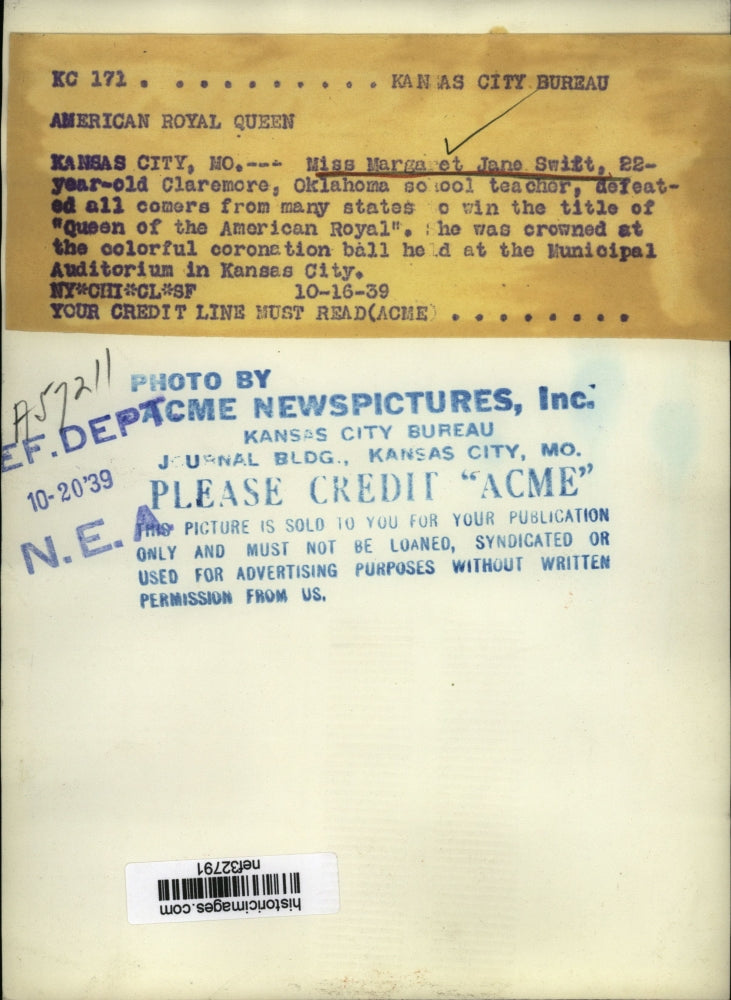 KC 171 . . . . . . . . . . . KANSAS CITY BUREAU
AMERICAN ROYAL QUEEN
KANSAS CITY, MO.--- Miss Margaret Jane Swift, 22-
year-old Claremore, Oklahoma school teacher, defeat-
ed all comers from many states to win the title of
"Queen of the American Royal". She was crowned at
the colorful coronation ball held at the Municipal
Auditorium in Kansas City.
NY*CHI*CL*SF 10-16-39
YOUR CREDIT LINE MUST READ(ACME) . . . . . . . .
A57211
EF. DEPT
10-20'39
N.E.A.
PHOTO BY
ACME NEWSPICTURES, Inc.
KANSAS CITY BUREAU
JOURNAL BLDG., KANSAS CITY, MO.
PLEASE CREDIT "ACME"
THIS PICTURE IS SOLD TO YOU FOR YOUR PUBLICATION
ONLY AND MUST NOT BE LOANED, SYNDICATED OR
USED FOR ADVERTISING PURPOSES WITHOUT WRITTEN
PERMISSION FROM US.
historicimages.com
nef32791